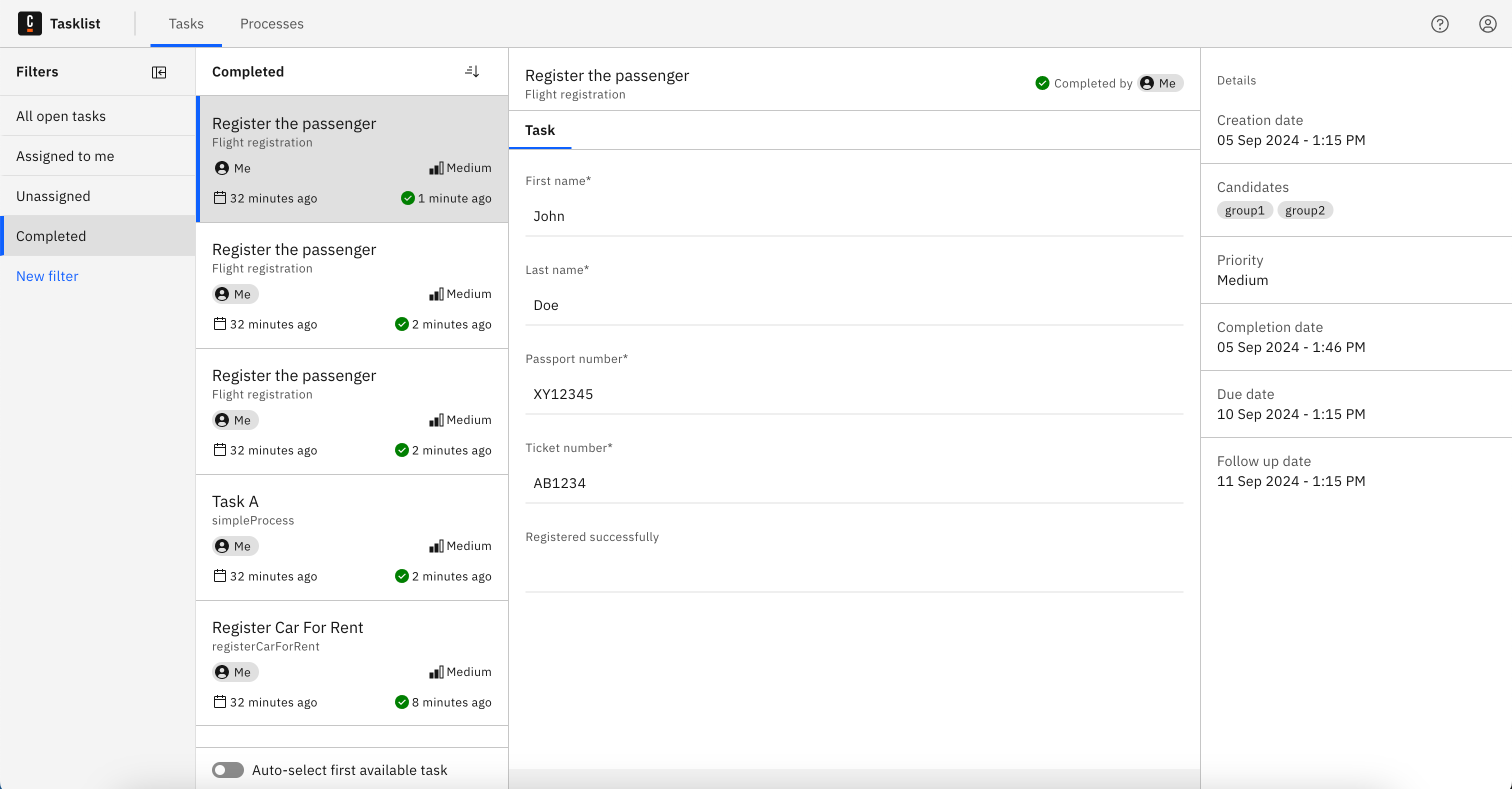 C Tasklist Tasks Processes
Filters
All open tasks
Assigned to me
Unassigned
Completed
New filter
Completed
Register the passenger
Flight registration
Me Medium
32 minutes ago 1 minute ago
Register the passenger
Flight registration
Me Medium
32 minutes ago 2 minutes ago
Register the passenger
Flight registration
Me Medium
32 minutes ago 2 minutes ago
Task A
simpleProcess
Me Medium
32 minutes ago 2 minutes ago
Register Car For Rent
registerCarForRent
Me Medium
32 minutes ago 8 minutes ago
Auto-select first available task
Register the passenger
Flight registration
Completed by Me
Task
First name*
John
Last name*
Doe
Passport number*
XY12345
Ticket number*
AB1234
Registered successfully
Details
Creation date
05 Sep 2024 - 1:15 PM
Candidates
group1 group2
Priority
Medium
Completion date
05 Sep 2024 - 1:46 PM
Due date
10 Sep 2024 - 1:15 PM
Follow up date
11 Sep 2024 - 1:15 PM